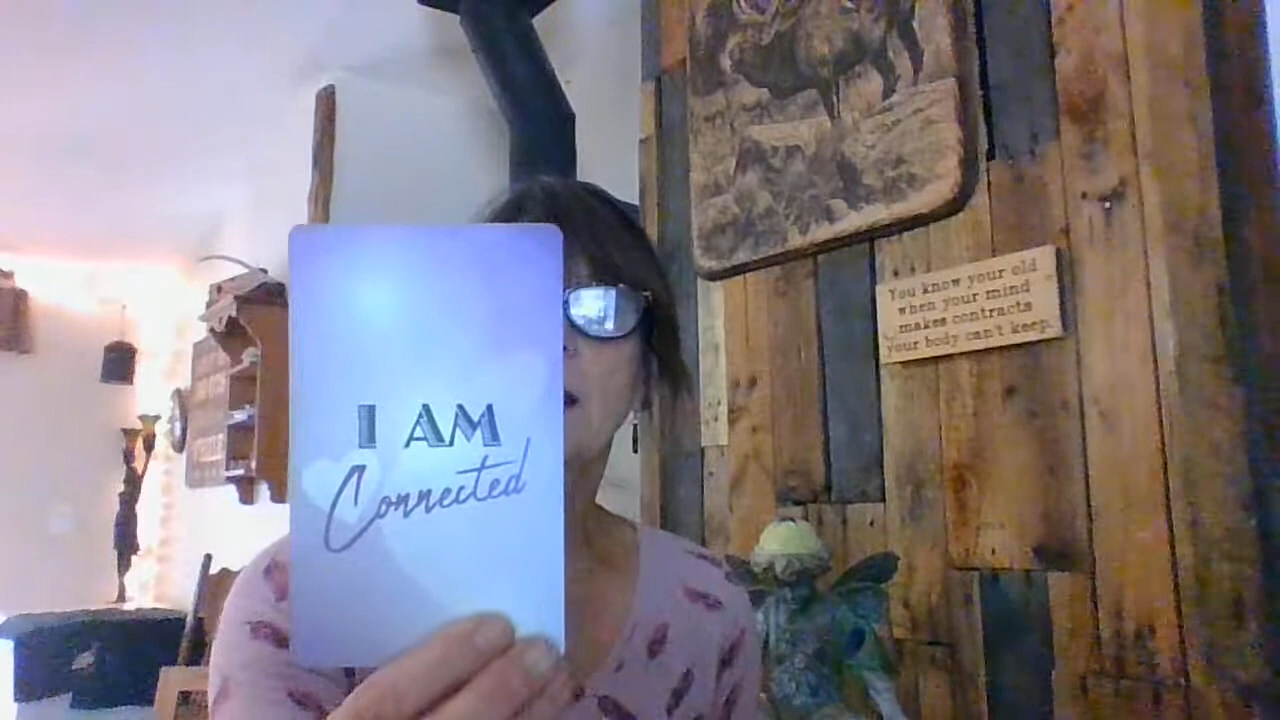 I AM
Connected
You know your old
when your mind
makes contracts
your body can't keep.